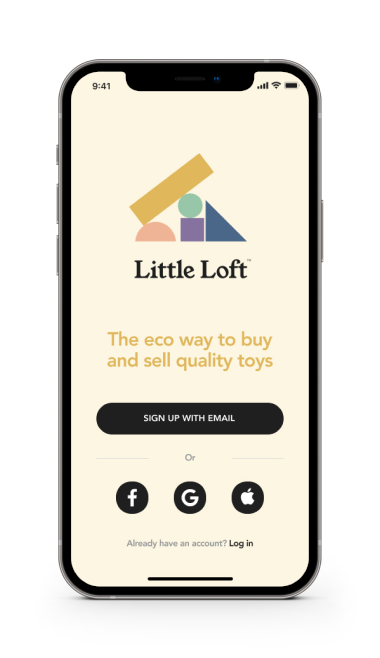 9:41
Little Loft™
The eco way to buy
and sell quality toys
SIGN UP WITH EMAIL
Or
f G
Already have an account? Log in